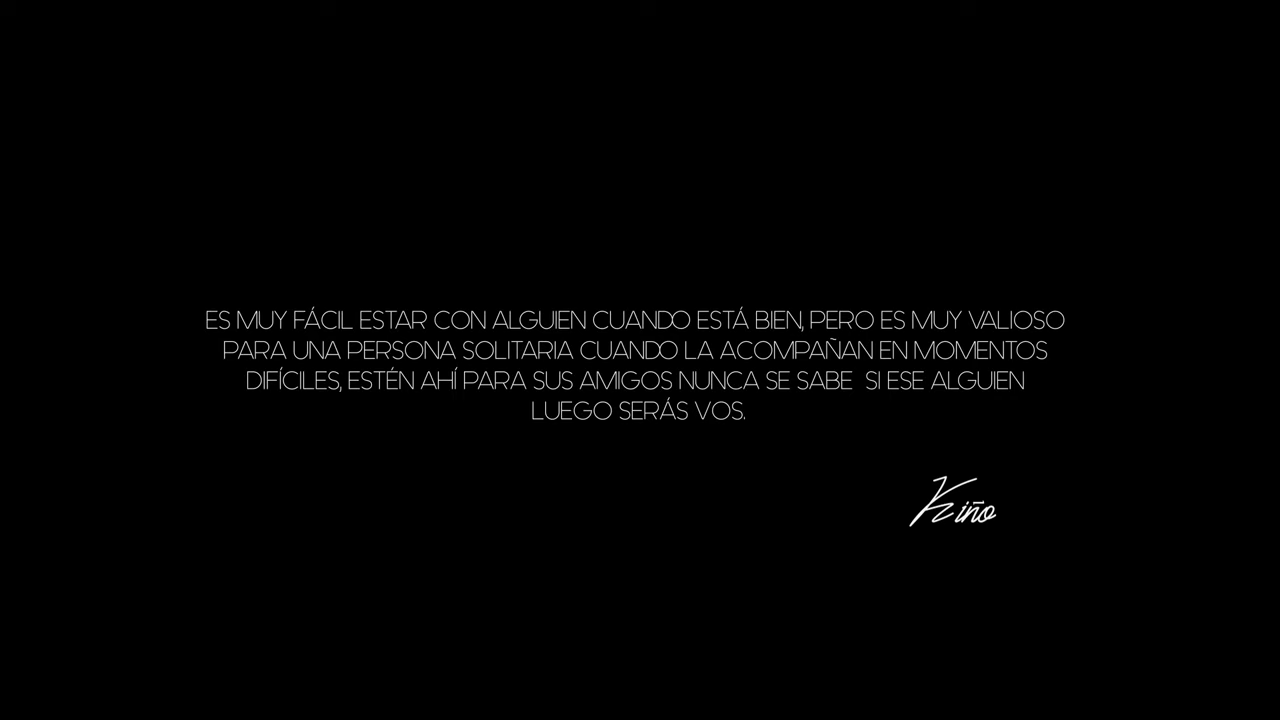 ES MUY FÁCIL ESTAR CON ALGUIEN CUANDO ESTÁ BIEN, PERO ES MUY VALIOSO
PARA UNA PERSONA SOLITARIA CUANDO LA ACOMPAÑAN EN MOMENTOS
DIFÍCILES, ESTÉN AHÍ PARA SUS AMIGOS NUNCA SE SABE  SI ESE ALGUIEN
LUEGO SERÁS VOS.
Kiño